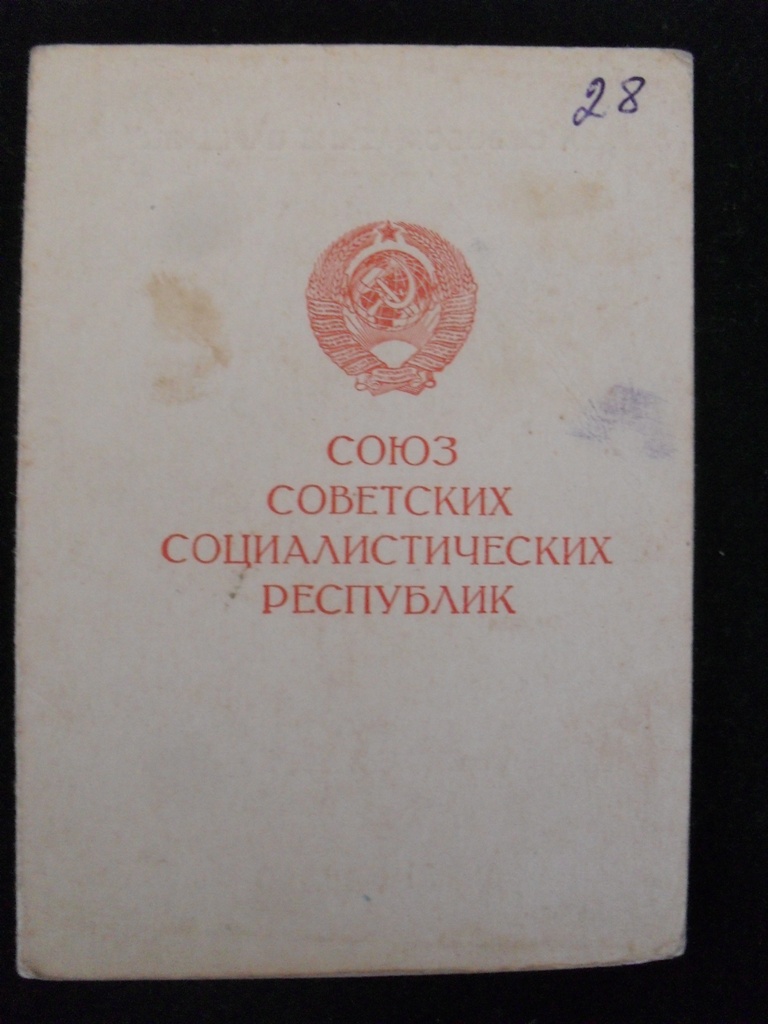 28
СОЮЗ
СОВЕТСКИХ
СОЦИАЛИСТИЧЕСКИХ
РЕСПУБЛИК